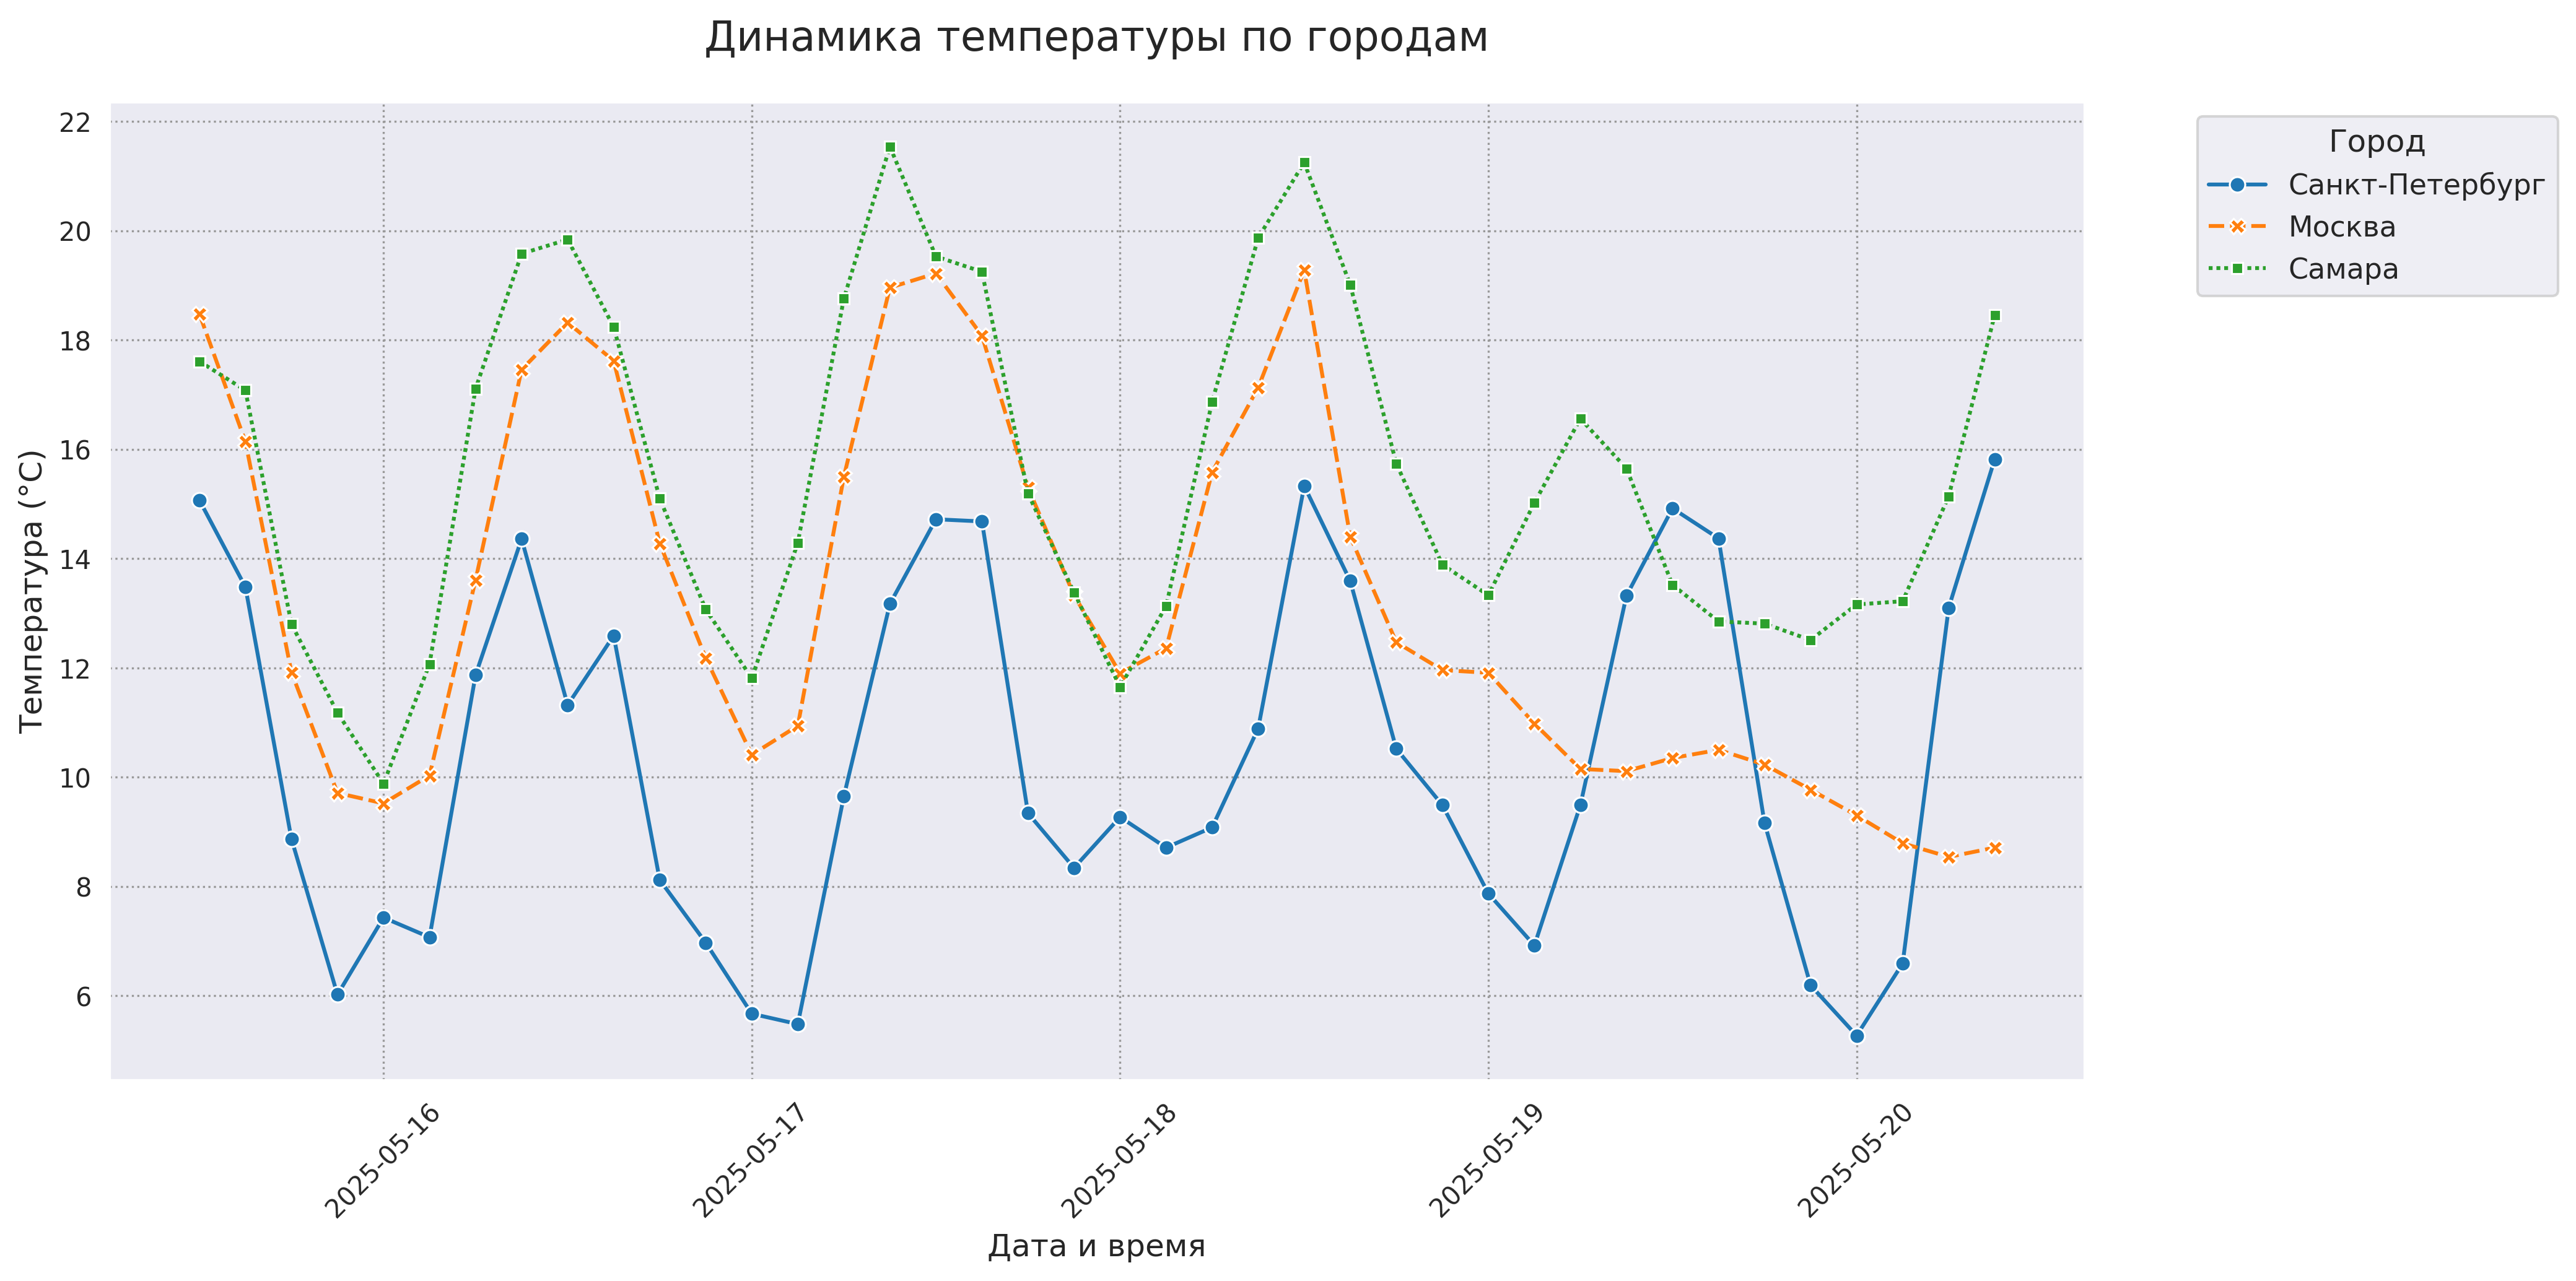 Динамика температуры по городам
Температура (°C)
22
20
18
16
14
12
10
8
6
2025-05-16
2025-05-17
2025-05-18
2025-05-19
2025-05-20
Дата и время
Город
Санкт-Петербург
Москва
Самара